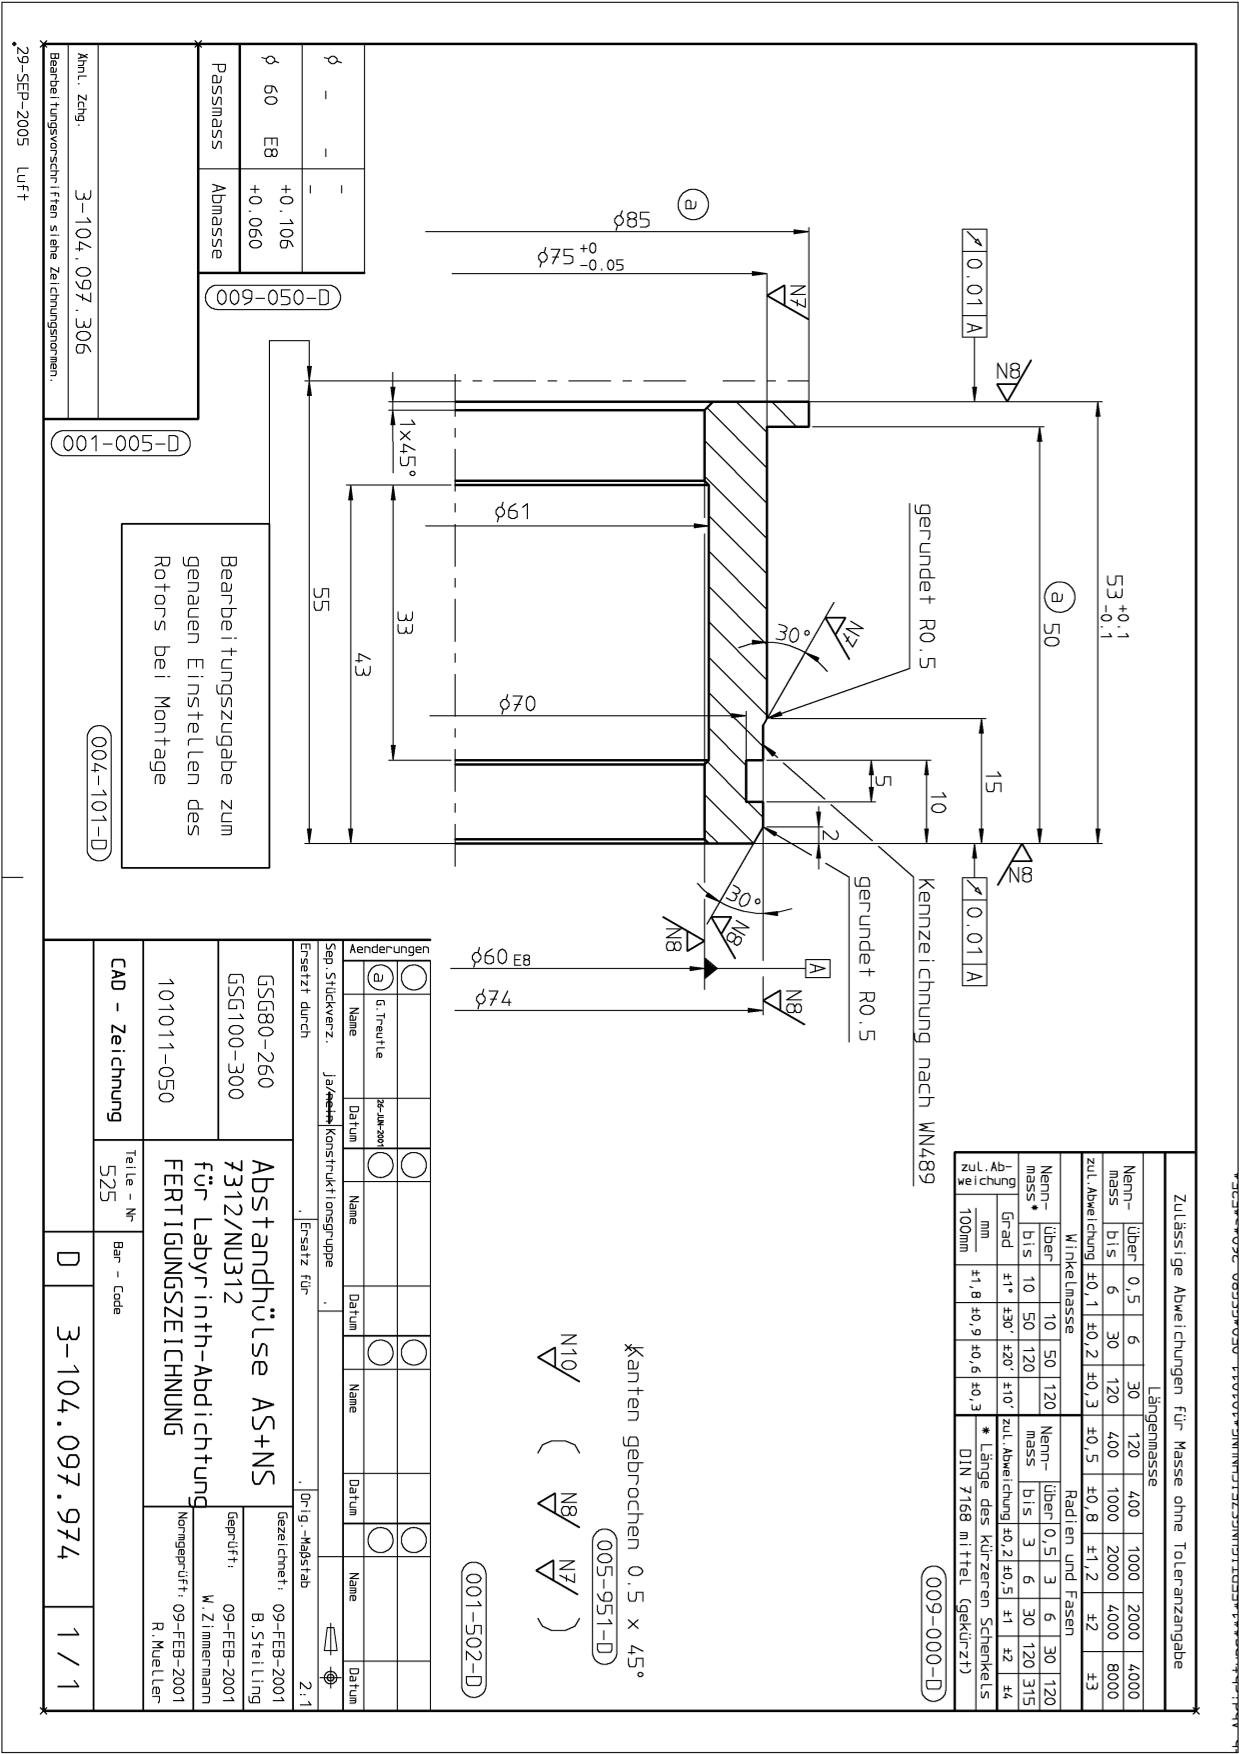 ø - - -
ø 60 E8 +0.106
+0.060
Passmass Abmasse
009-050-D
Ähnl. Zchg. 3-104.097.306
Bearbeitungsvorschriften siehe Zeichnungsnormen.
001-005-D
29-SEP-2005 Luft
ø85
a
ø75 +0
-0.05
N7
0.01 A
N8
53 +0.1
-0.1
a 50
gerundet R0.5
N7
30°
15
10
5
2
1x45°
ø61
33
43
55
ø70
Bearbeitungszugabe zum
genauen Einstellen des
Rotors bei Montage
004-101-D
N8
0.01 A
Kennzeichnung nach WN489
gerundet R0.5
30°
N8
N8
ø60 E8
A
ø74
N8
Zulässige Abweichungen für Masse ohne Toleranzangabe
Längenmasse
Nenn-
mass
über 0,5 6 30 120 400 1000 2000 4000
bis 6 30 120 400 1000 2000 4000 8000
zul.Abweichung ±0,1 ±0,2 ±0,3 ±0,5 ±0,8 ±1,2 ±2 ±3
Winkelmasse
Nenn-
mass*
über 10 50 120
bis 10 50 120
zul.Ab-
weichung
Grad ±1° ±30' ±20' ±10'
mm
100mm
±1,8 ±0,9 ±0,6 ±0,3
Radien und Fasen
Nenn-
mass
über 0,5 3 6 30 120
bis 3 6 30 120 315
zul.Abweichung ±0,2 ±0,5 ±1 ±2 ±4
* Länge des kürzeren Schenkels
DIN 7168 mittel (gekürzt)
009-000-D
Kanten gebrochen 0.5 x 45°
005-951-D
N10 ( N8 N7 )
001-502-D
Aenderungen
a G.Treutle 26-JUN-2001
Name Datum Name Datum Name Datum Name Datum
Sep.Stückverz. ja/nein Konstruktionsgruppe .
Ersetzt durch . Ersatz für . Orig.-Maßstab 2:1
GSG80-260
GSG100-300
101011-050
Abstandhülse AS+NS
7312/NU312
für Labyrinth-Abdichtung
FERTIGUNGSZEICHNUNG
Gezeichnet: 09-FEB-2001
B.Steiling
Geprüft: 09-FEB-2001
W.Zimmermann
Normgeprüft: 09-FEB-2001
R.Mueller
CAD - Zeichnung
Teile - Nr
525
Bar - Code
D 3-104.097.974 1 / 1